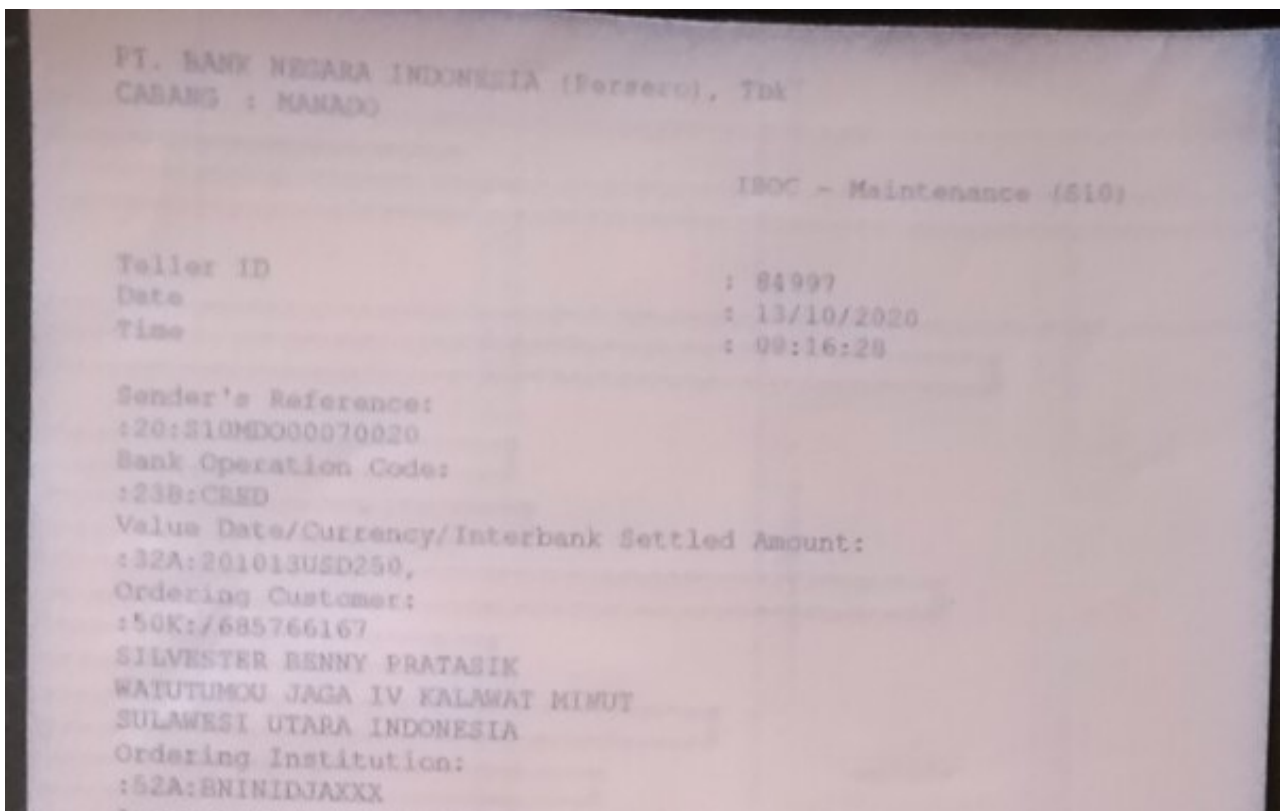 PT. BANK NEGARA INDONESIA (Persero), Tbk
CABANG : MANADO
IBOC - Maintenance (S10)
Teller ID : 84997
Date : 13/10/2020
Time : 08:16:28
Sender's Reference:
:20:S10MDO00070020
Bank Operation Code:
:23B:CRED
Value Date/Currency/Interbank Settled Amount:
:32A:201013USD250,
Ordering Customer:
:50K:/685766167
SILVESTER BENNY PRATASIK
WATUTUMOU JAGA IV KALAWAT MINUT
SULAWESI UTARA INDONESIA
Ordering Institution:
:52A:BNINIDJAXXX